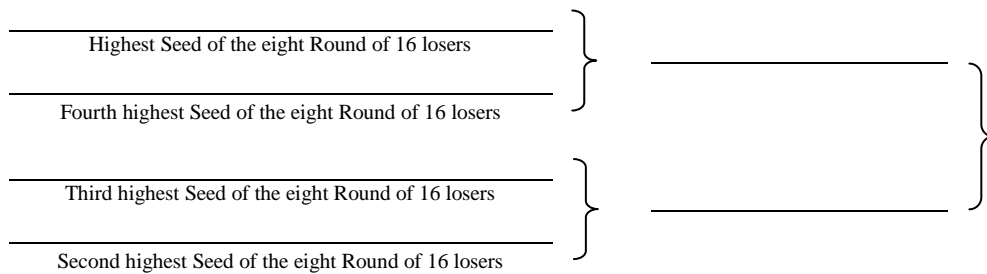 Highest Seed of the eight Round of 16 losers
Fourth highest Seed of the eight Round of 16 losers
Third highest Seed of the eight Round of 16 losers
Second highest Seed of the eight Round of 16 losers